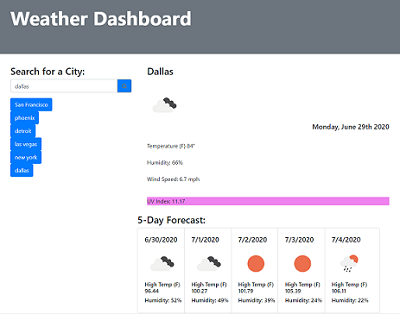 Weather Dashboard
Search for a City:
dallas
San Francisco
phoenix
detroit
las vegas
new york
dallas
Dallas
Monday, June 29th 2020
Temperature (F) 84°
Humidity: 66%
Wind Speed: 6.7 mph
UV Index: 11.17
5-Day Forecast:
6/30/2020 7/1/2020 7/2/2020 7/3/2020 7/4/2020
High Temp (F) High Temp (F) High Temp (F) High Temp (F) High Temp (F)
96.44 100.27 101.79 105.39 106.11
Humidity: 52% Humidity: 49% Humidity: 39% Humidity: 24% Humidity: 22%